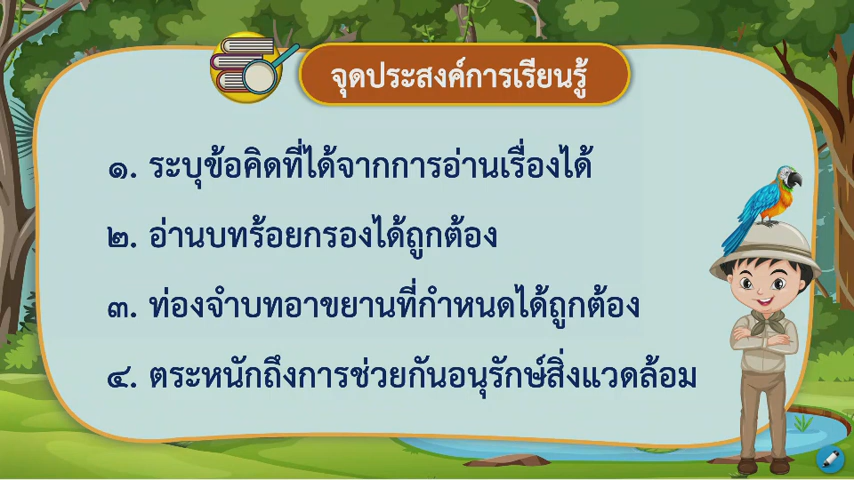 จุดประสงค์การเรียนรู้
๑. ระบุข้อคิดที่ได้จากการอ่านเรื่องได้
๒. อ่านบทร้อยกรองได้ถูกต้อง
๓. ท่องจำบทอาขยานที่กำหนดได้ถูกต้อง
๔. ตระหนักถึงการช่วยกันอนุรักษ์สิ่งแวดล้อม